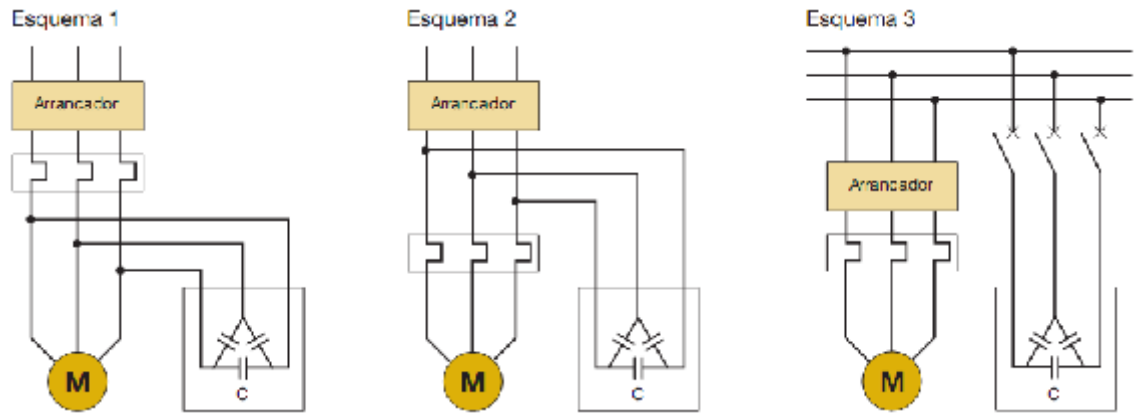 Esquema 1
Esquema 2
Esquema 3
Arrancador
Arrancador
Arrancador
M
C
M
C
M
C